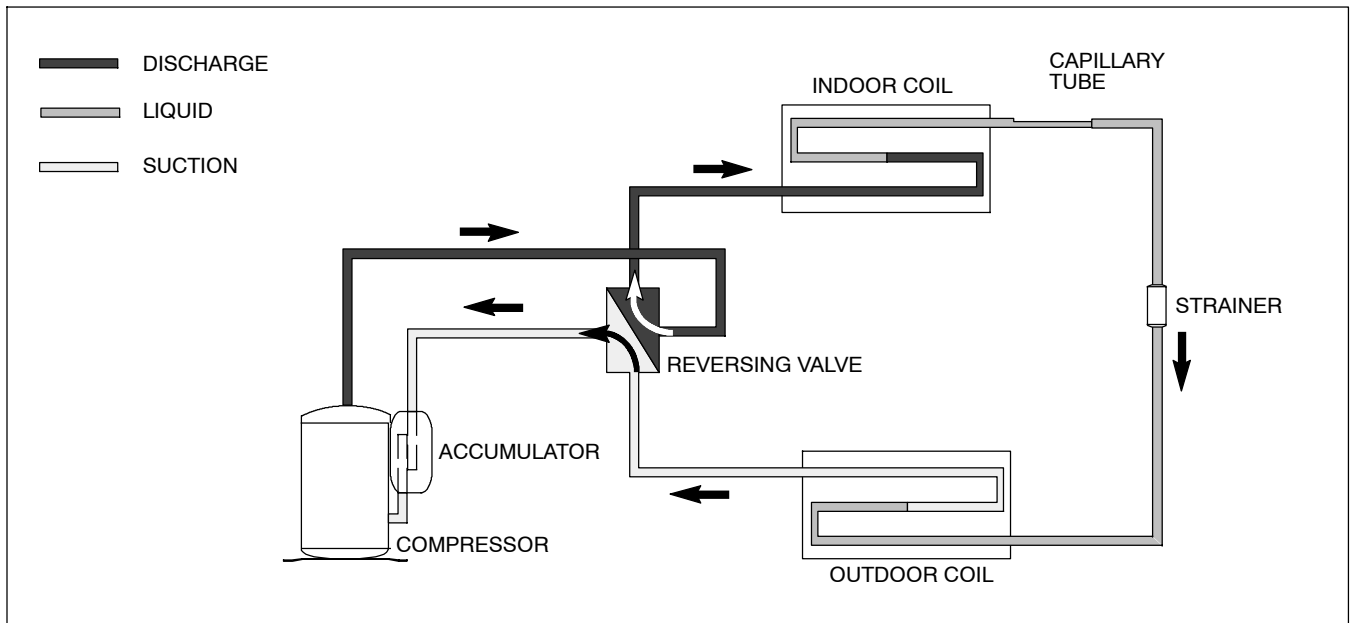 DISCHARGE
LIQUID
SUCTION
INDOOR COIL
CAPILLARY
TUBE
STRAINER
REVERSING VALVE
ACCUMULATOR
COMPRESSOR
OUTDOOR COIL